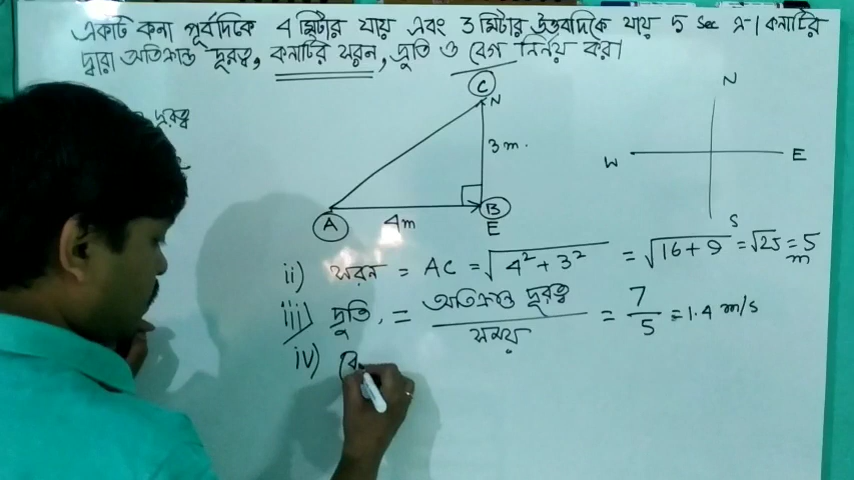 একটি কনা পূর্বদিকে 4 মিটার যায় এবং 3 মিটার উত্তরদিকে যায় 5 sec এ। কনাটির
দ্বারা অতিক্রান্ত দূরত্ব, কনাটির সরন, দ্রুতি ও বেগ নির্নয় কর।
দূরত্ব
C
N
3 m.
A
4m
B
E
N
W
E
S
ii) সরন = AC = √4² + 3² = √16 + 9 = √25 = 5 m
iii) দ্রুতি. = অতিক্রান্ত দূরত্ব / সময় = 7 / 5 = 1.4 m/s
iv)